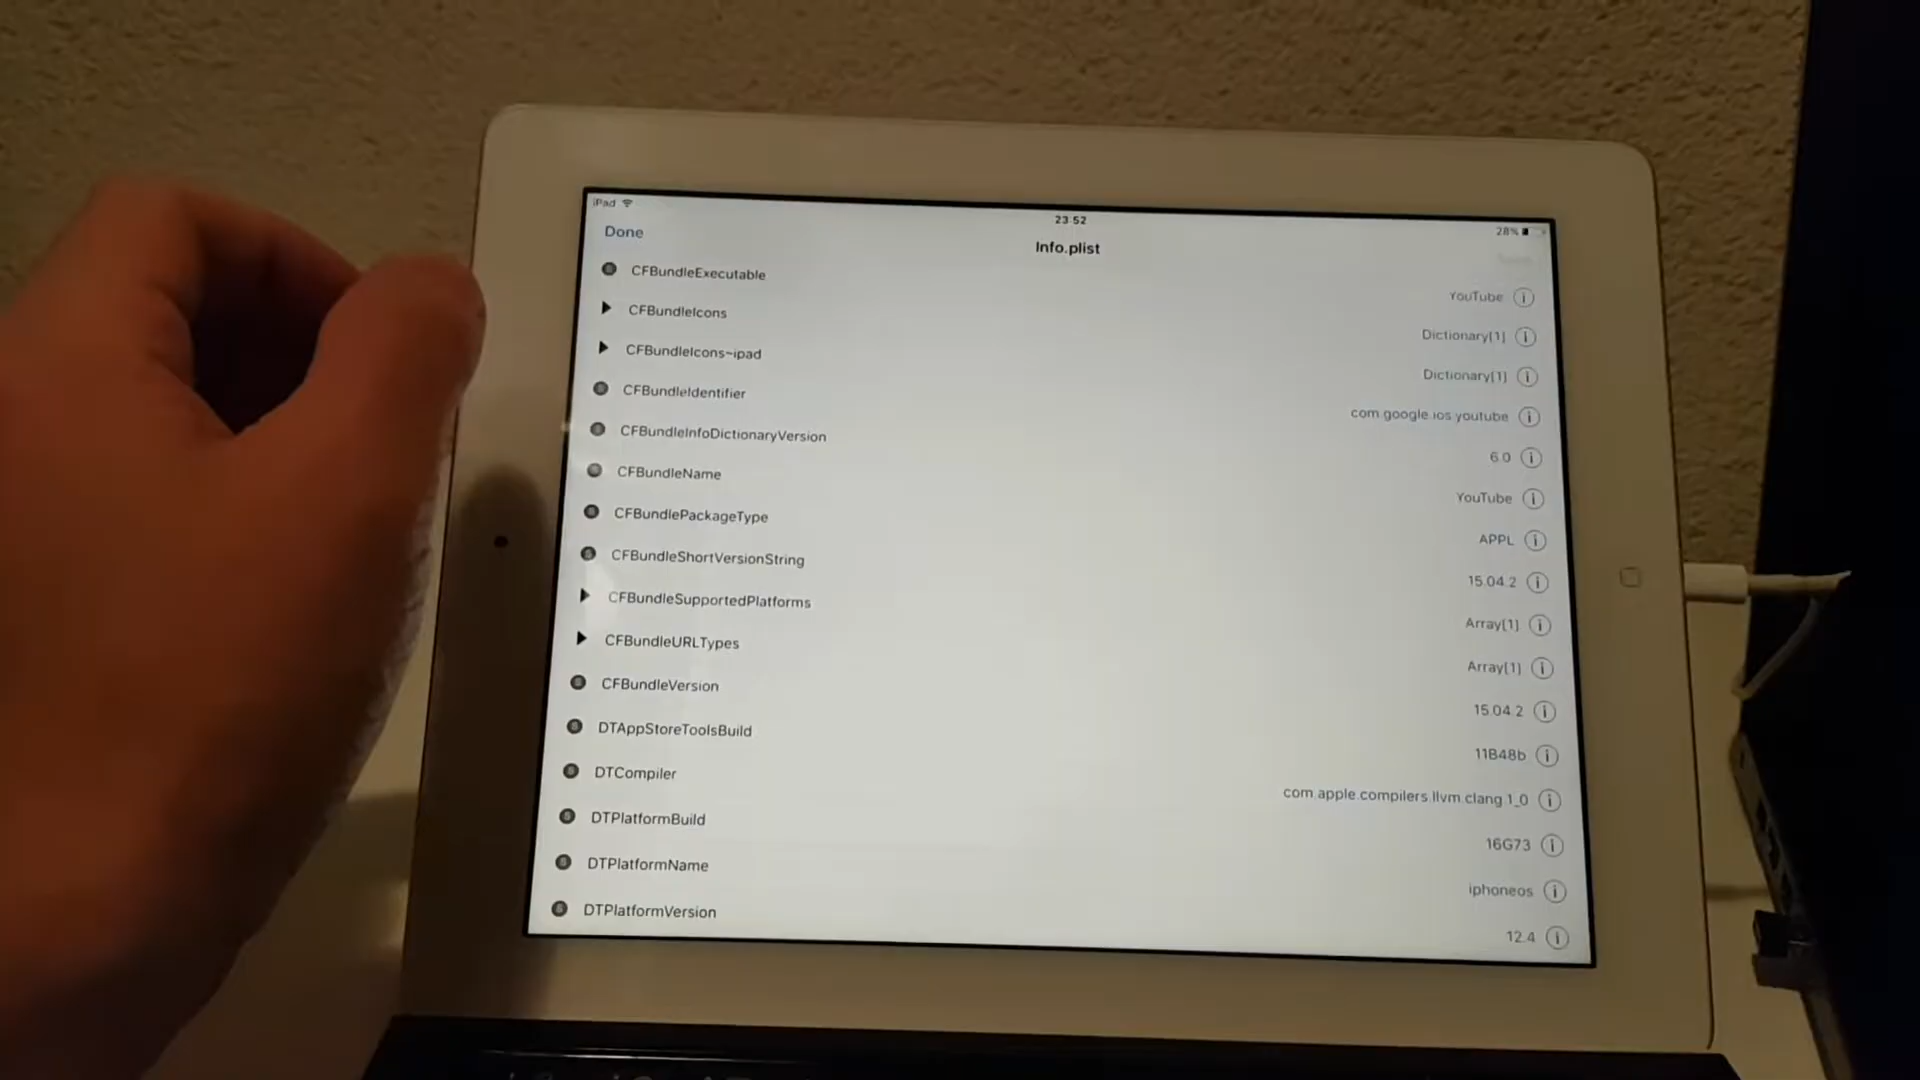 iPad
23:52
28%
Done
Info.plist
CFBundleExecutable
YouTube
CFBundleIcons
Dictionary[1]
CFBundleIcons~ipad
Dictionary[1]
CFBundleIdentifier
com.google.ios.youtube
CFBundleInfoDictionaryVersion
6.0
CFBundleName
YouTube
CFBundlePackageType
APPL
CFBundleShortVersionString
15.04.2
CFBundleSupportedPlatforms
Array[1]
CFBundleURLTypes
Array[1]
CFBundleVersion
15.04.2
DTAppStoreToolsBuild
11B48b
DTCompiler
com.apple.compilers.llvm.clang.1_0
DTPlatformBuild
16G73
DTPlatformName
iphoneos
DTPlatformVersion
12.4